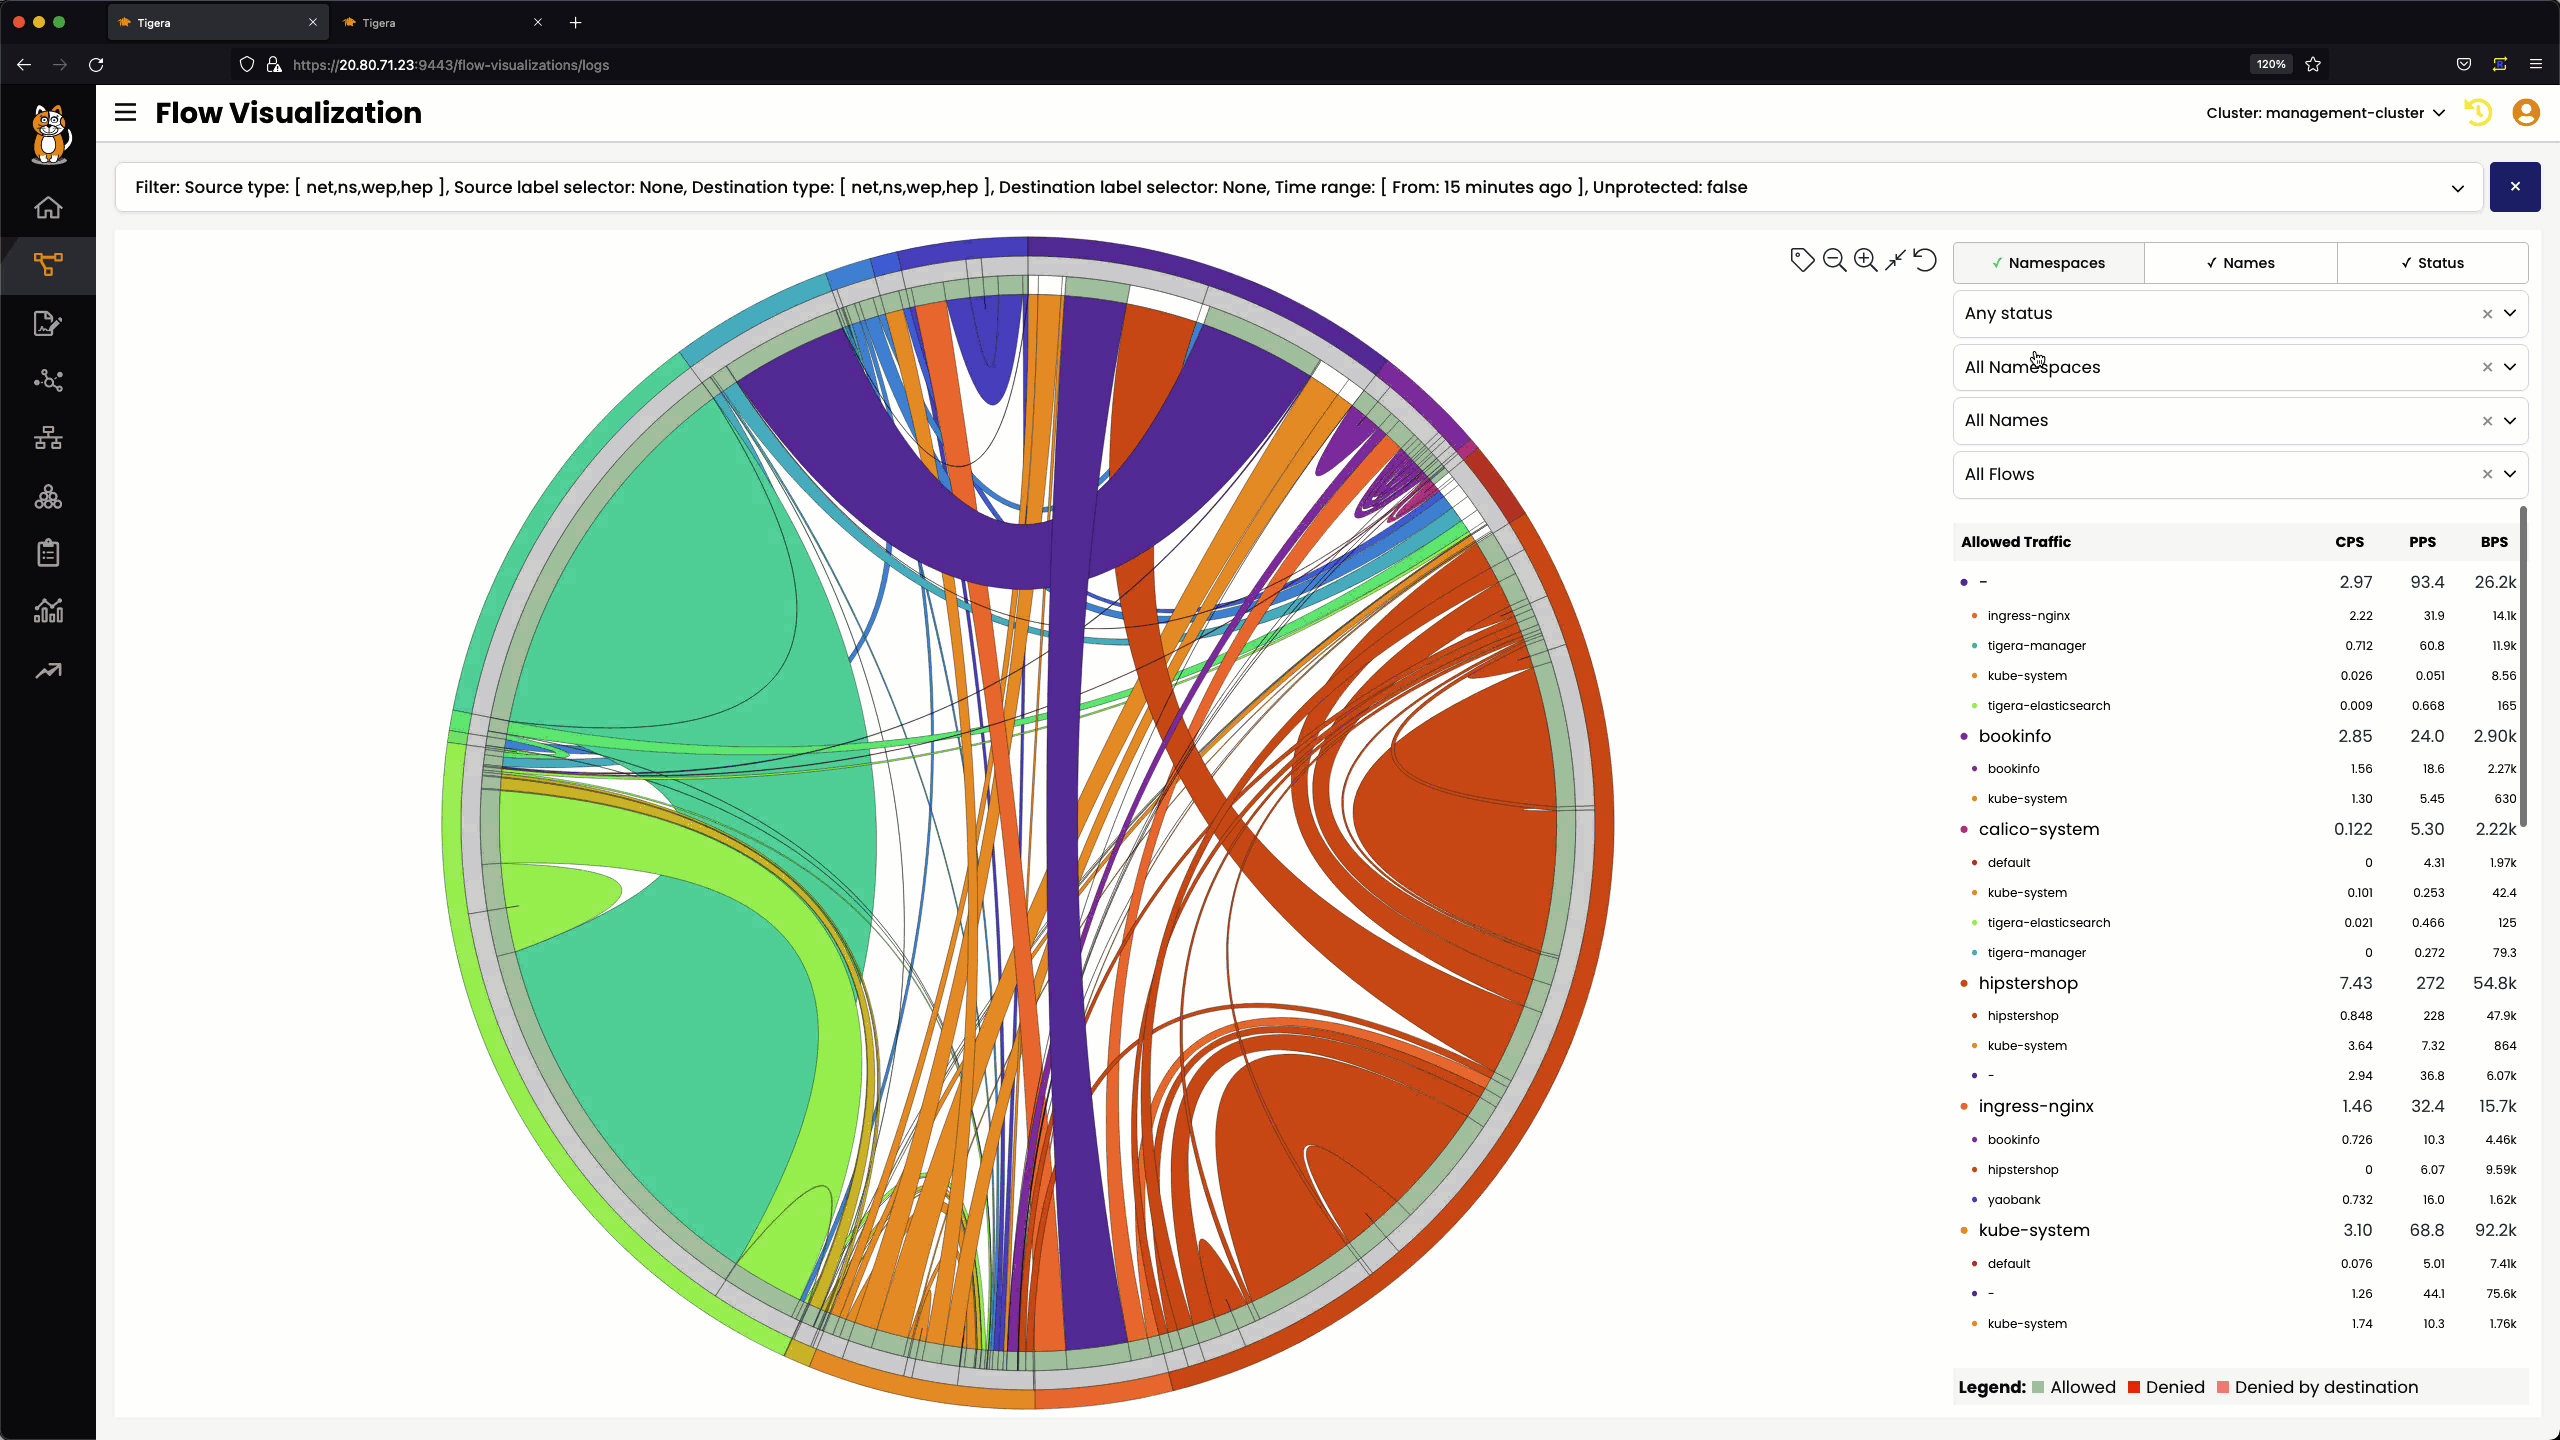 Tigera
Tigera
https://20.80.71.23:9443/flow-visualizations/logs
120%
Flow Visualization
Cluster: management-cluster
Filter: Source type: [ net,ns,wep,hep ], Source label selector: None, Destination type: [ net,ns,wep,hep ], Destination label selector: None, Time range: [ From: 15 minutes ago ], Unprotected: false
✓ Namespaces ✓ Names ✓ Status
Any status
All Namespaces
All Names
All Flows
Allowed Traffic CPS PPS BPS
- 2.97 93.4 26.2k
ingress-nginx 2.22 31.9 14.1k
tigera-manager 0.712 60.8 11.9k
kube-system 0.026 0.051 8.56
tigera-elasticsearch 0.009 0.668 165
bookinfo 2.85 24.0 2.90k
bookinfo 1.56 18.6 2.27k
kube-system 1.30 5.45 630
calico-system 0.122 5.30 2.22k
default 0 4.31 1.97k
kube-system 0.101 0.253 42.4
tigera-elasticsearch 0.021 0.466 125
tigera-manager 0 0.272 79.3
hipstershop 7.43 272 54.8k
hipstershop 0.848 228 47.9k
kube-system 3.64 7.32 864
- 2.94 36.8 6.07k
ingress-nginx 1.46 32.4 15.7k
bookinfo 0.726 10.3 4.46k
hipstershop 0 6.07 9.59k
yaobank 0.732 16.0 1.62k
kube-system 3.10 68.8 92.2k
default 0.076 5.01 7.41k
- 1.26 44.1 75.6k
kube-system 1.74 10.3 1.76k
Legend: Allowed Denied Denied by destination